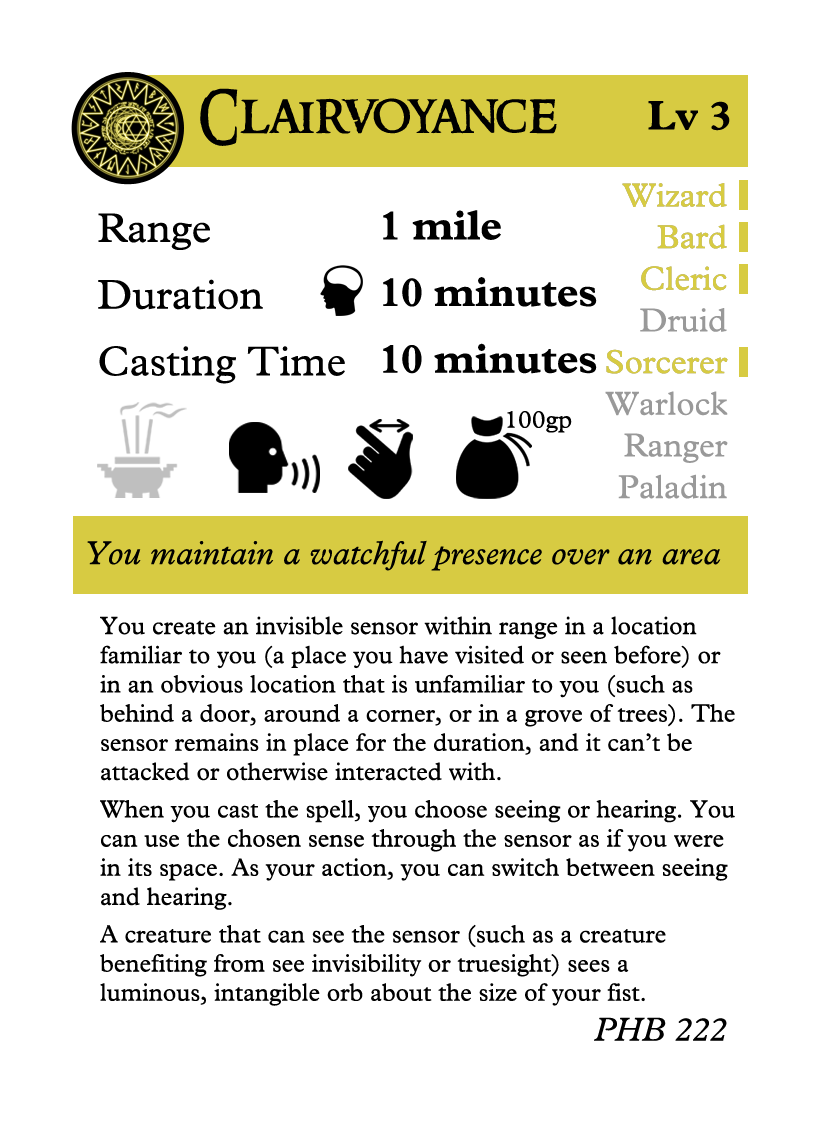 CLAIRVOYANCE
Lv 3
Wizard
Bard
Cleric
Druid
Sorcerer
Warlock
Ranger
Paladin
Range 1 mile
Duration 10 minutes
Casting Time 10 minutes
100gp
You maintain a watchful presence over an area
You create an invisible sensor within range in a location
familiar to you (a place you have visited or seen before) or
in an obvious location that is unfamiliar to you (such as
behind a door, around a corner, or in a grove of trees). The
sensor remains in place for the duration, and it can't be
attacked or otherwise interacted with.
When you cast the spell, you choose seeing or hearing. You
can use the chosen sense through the sensor as if you were
in its space. As your action, you can switch between seeing
and hearing.
A creature that can see the sensor (such as a creature
benefiting from see invisibility or truesight) sees a
luminous, intangible orb about the size of your fist.
PHB 222